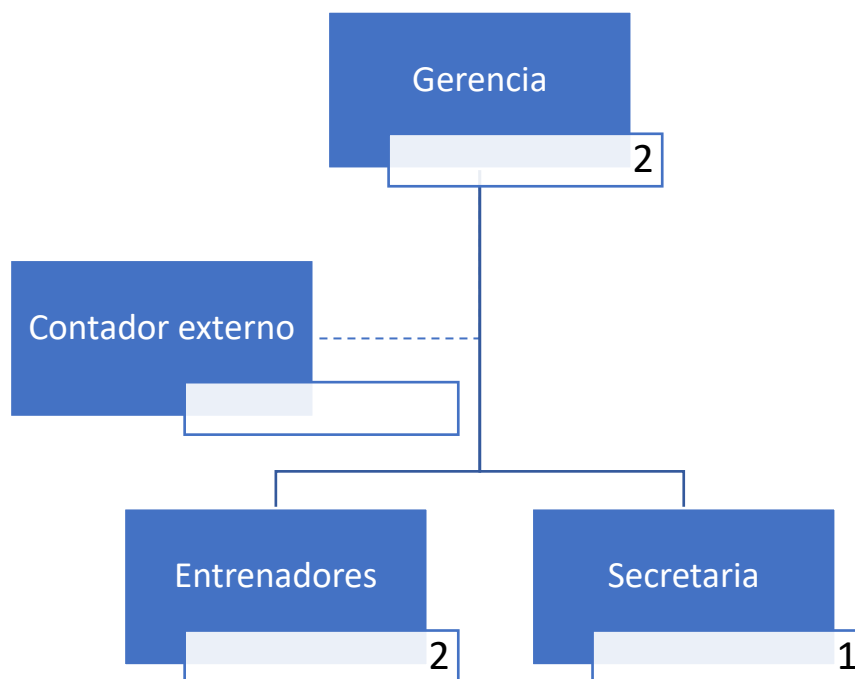 Gerencia
2
Contador externo
Entrenadores
2
Secretaria
1